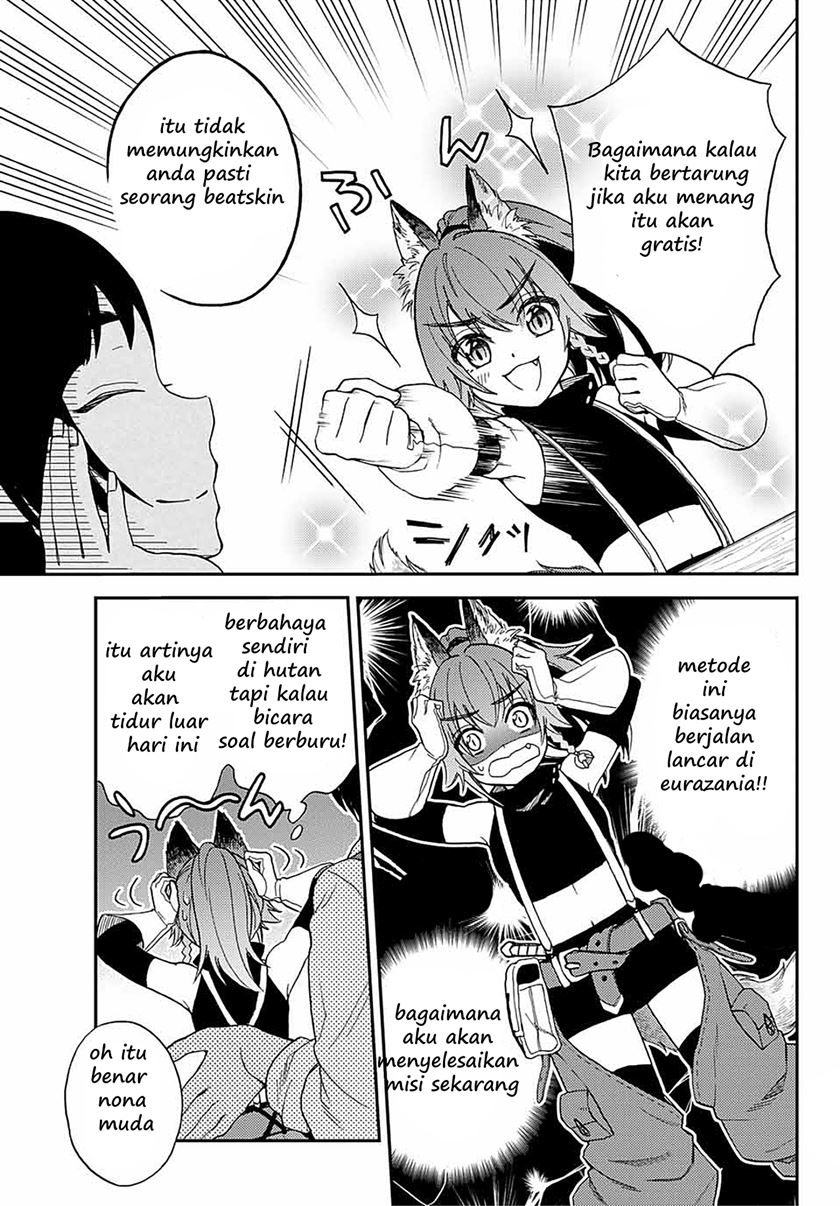 Bagaimana kalau
kita bertarung
jika aku menang
itu akan
gratis!
ふんっ
シュッ
itu tidak
memungkinkan
anda pasti
seorang beatskin
metode
ini
biasanya
berjalan
lancar di
eurazania!!
bagaimana
aku akan
menyelesaikan
misi sekarang
berbahaya
sendiri
di hutan
tapi kalau
bicara
soal berburu!
itu artinya
aku
akan
tidur luar
hari ini
う〜〜ん
oh itu
benar
nona
muda